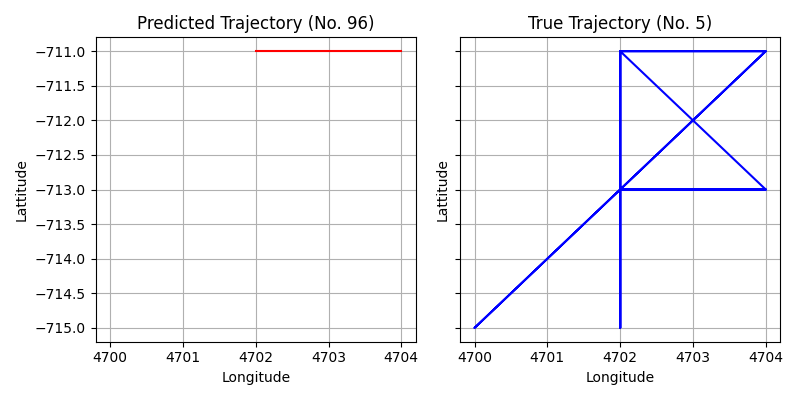 Predicted Trajectory (No. 96)
True Trajectory (No. 5)
−711.0
−711.5
−712.0
−712.5
−713.0
−713.5
−714.0
−714.5
−715.0
Lattitude
Lattitude
4700 4701 4702 4703 4704
4700 4701 4702 4703 4704
Longitude
Longitude